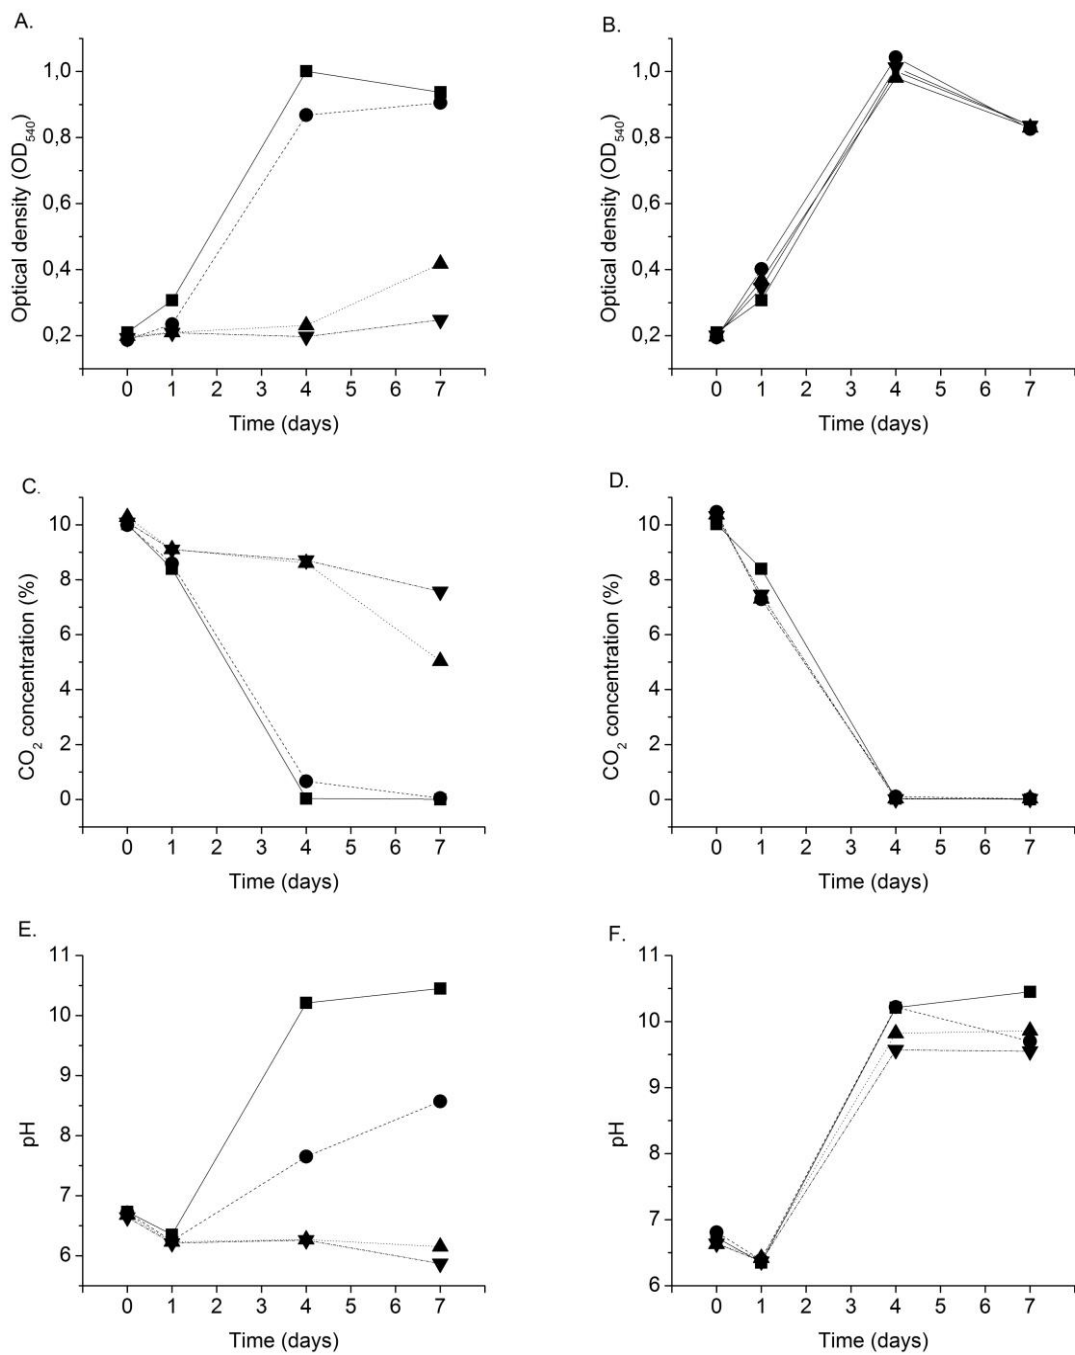 A.
Optical density (OD540)
1,0
0,8
0,6
0,4
0,2
0 1 2 3 4 5 6 7
Time (days)
B.
Optical density (OD540)
1,0
0,8
0,6
0,4
0,2
0 1 2 3 4 5 6 7
Time (days)
C.
CO2 concentration (%)
10
8
6
4
2
0
0 1 2 3 4 5 6 7
Time (days)
D.
CO2 concentration (%)
10
8
6
4
2
0
0 1 2 3 4 5 6 7
Time (days)
E.
pH
11
10
9
8
7
6
0 1 2 3 4 5 6 7
Time (days)
F.
pH
11
10
9
8
7
6
0 1 2 3 4 5 6 7
Time (days)